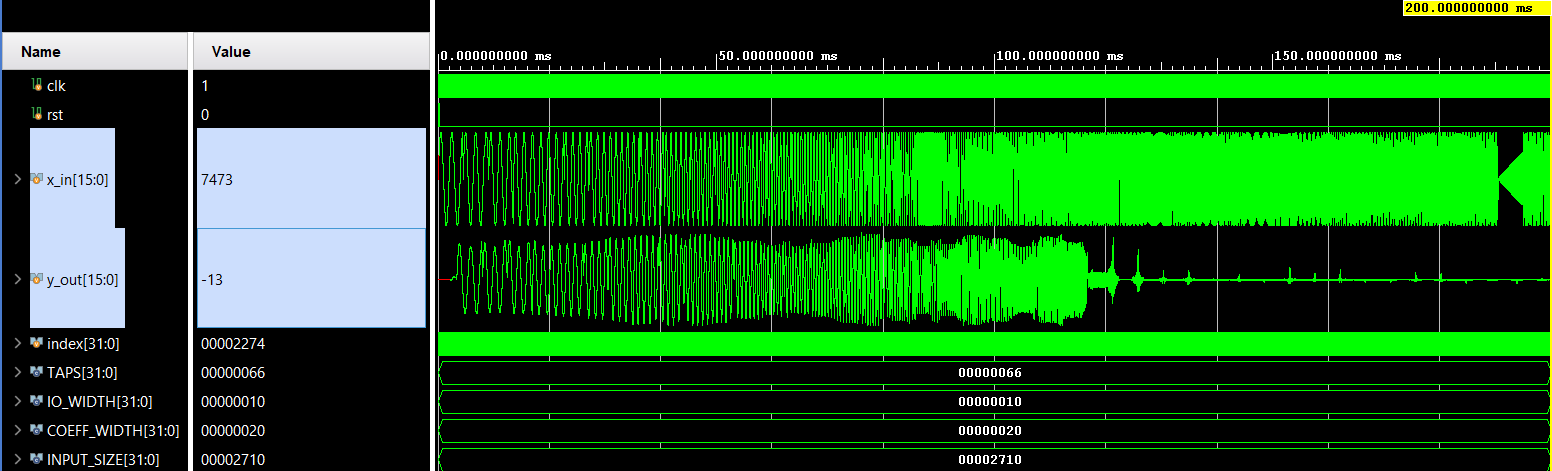 200.000000000 ms
Name Value
0.000000000 ms 50.000000000 ms 100.000000000 ms 150.000000000 ms
clk 1
rst 0
x_in[15:0] 7473
y_out[15:0] -13
index[31:0] 00002274
TAPS[31:0] 00000066 00000066
IO_WIDTH[31:0] 00000010 00000010
COEFF_WIDTH[31:0] 00000020 00000020
INPUT_SIZE[31:0] 00002710 00002710